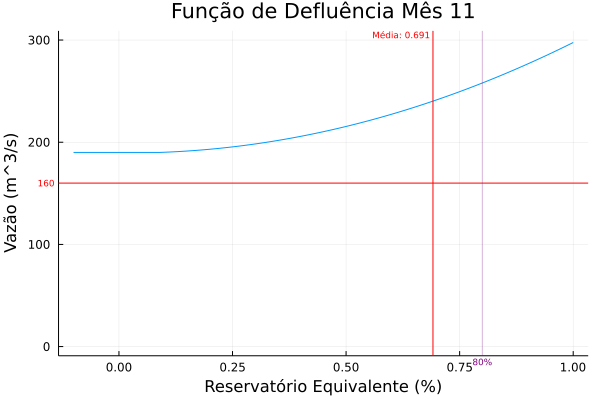 Função de Defluência Mês 11
Média: 0.691
300
200
160
100
0
Vazão (m^3/s)
0.00
0.25
0.50
0.75
80%
1.00
Reservatório Equivalente (%)